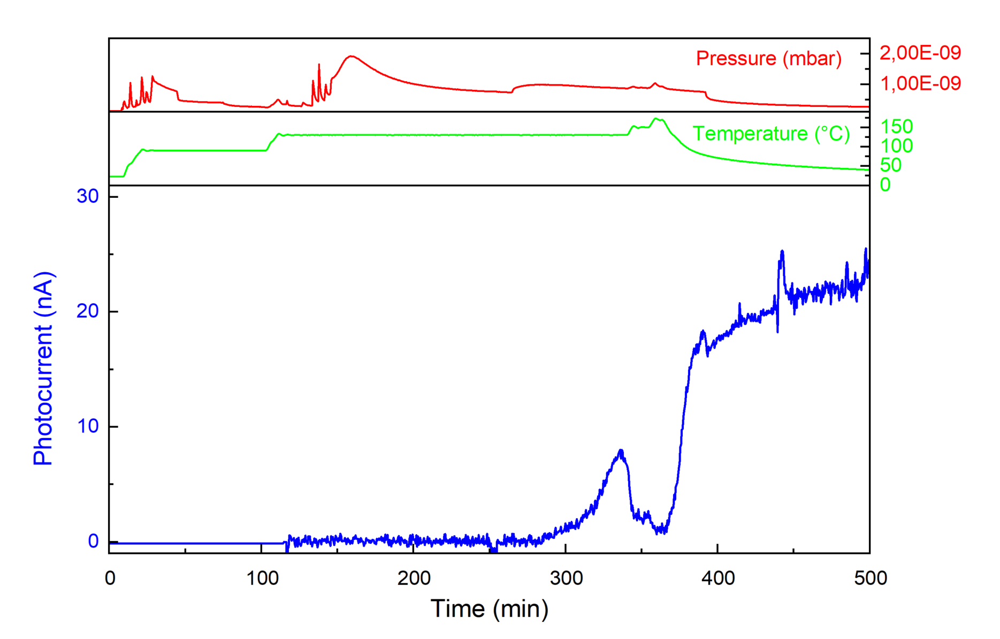 Pressure (mbar)
2,00E-09
1,00E-09
Temperature (°C)
150
100
50
0
30
20
10
0
Photocurrent (nA)
0 100 200 300 400 500
Time (min)